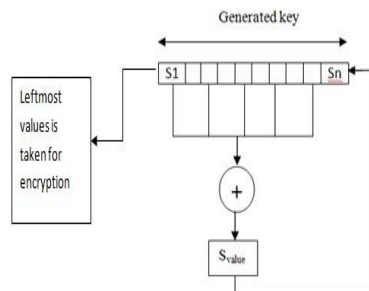 Generated key
S1 Sn
Leftmost
values is
taken for
encryption
+
Svalue